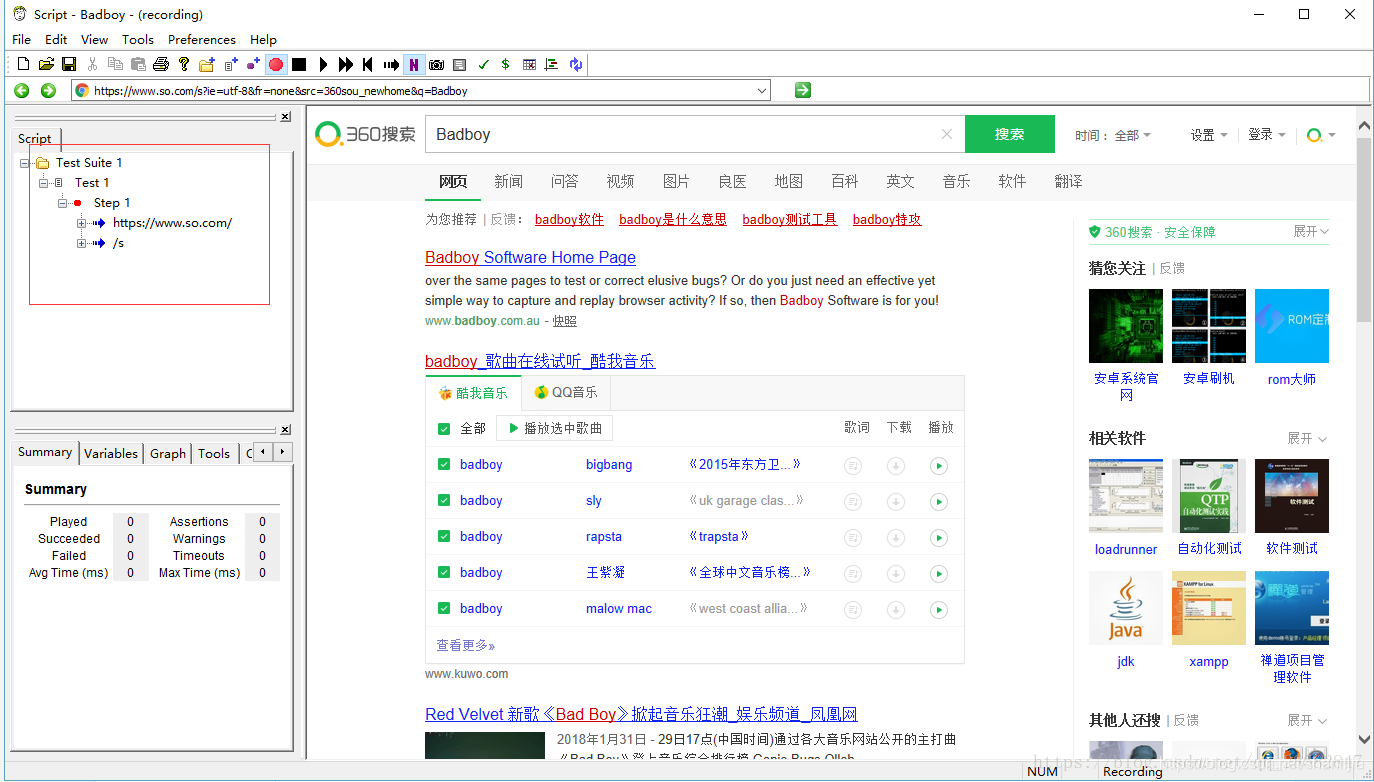 Script - Badboy - (recording)
File Edit View Tools Preferences Help
https://www.so.com/s?ie=utf-8&fr=none&src=360sou_newhome&q=Badboy
Script
Test Suite 1
Test 1
Step 1
https://www.so.com/
/s
Summary Variables Graph Tools C
Summary
Played 0 Assertions 0
Succeeded 0 Warnings 0
Failed 0 Timeouts 0
Avg Time (ms) 0 Max Time (ms) 0
360搜索 Badboy 搜索 时间： 全部 设置 登录
网页 新闻 问答 视频 图片 良医 地图 百科 英文 音乐 软件 翻译
为您推荐 | 反馈： badboy软件 badboy是什么意思 badboy测试工具 badboy特攻
Badboy Software Home Page
over the same pages to test or correct elusive bugs? Or do you just need an effective yet
simple way to capture and replay browser activity? If so, then Badboy Software is for you!
www.badboy.com.au - 快照
badboy_歌曲在线试听_酷我音乐
酷我音乐 QQ音乐
全部 播放选中歌曲 歌词 下载 播放
badboy bigbang 《2015年东方卫...》
badboy sly 《uk garage clas...》
badboy rapsta 《trapsta》
badboy 王紫凝 《全球中文音乐榜...》
badboy malow mac 《west coast allia...》
查看更多»
www.kuwo.com
Red Velvet 新歌《Bad Boy》掀起音乐狂潮_娱乐频道_凤凰网
2018年1月31日 - 29日17点(中国时间)通过各大音乐网站公开的主打曲
360搜索 · 安全保障 展开
猜您关注 | 反馈
ROM定制
安卓系统官网 安卓刷机 rom大师
相关软件 展开
QTP
自动化测试实践
软件测试
loadrunner 自动化测试 软件测试
Java
XAMPP for Linux
禅道
jdk xampp 禅道项目管理软件
其他人还搜 | 反馈 展开
NUM Recording